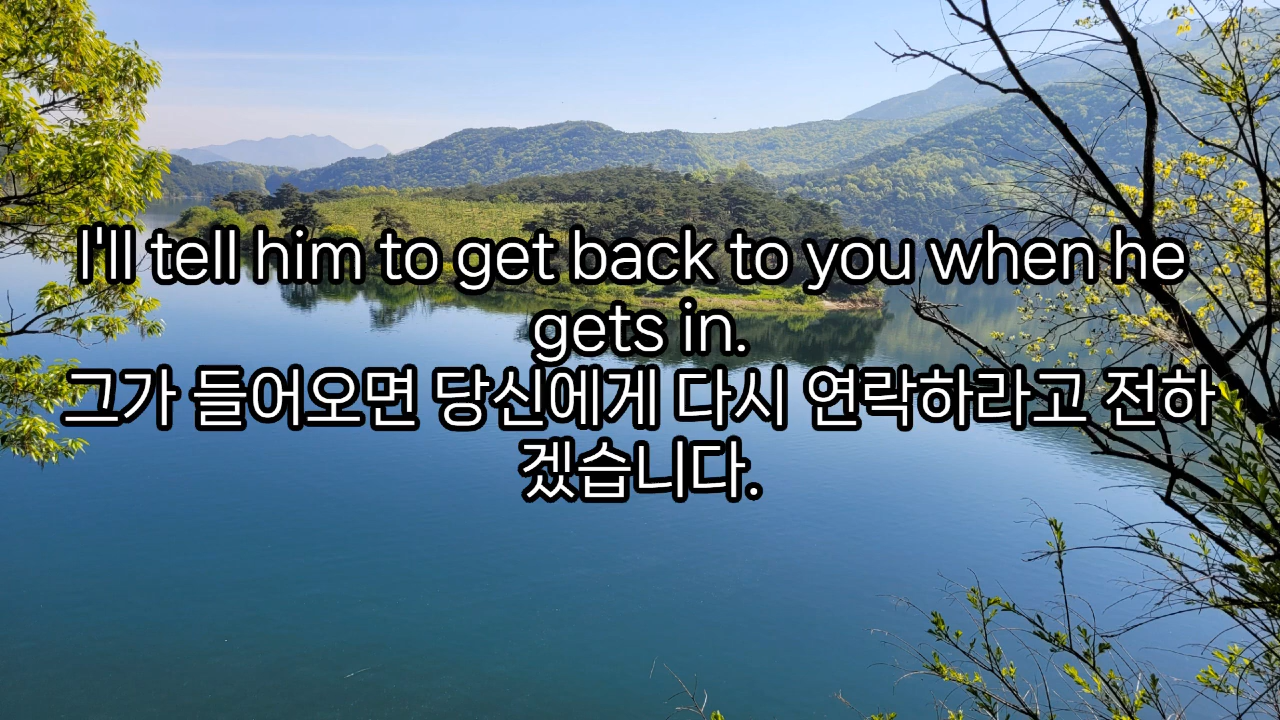 I'll tell him to get back to you when he
gets in.
그가 들어오면 당신에게 다시 연락하라고 전하
겠습니다.